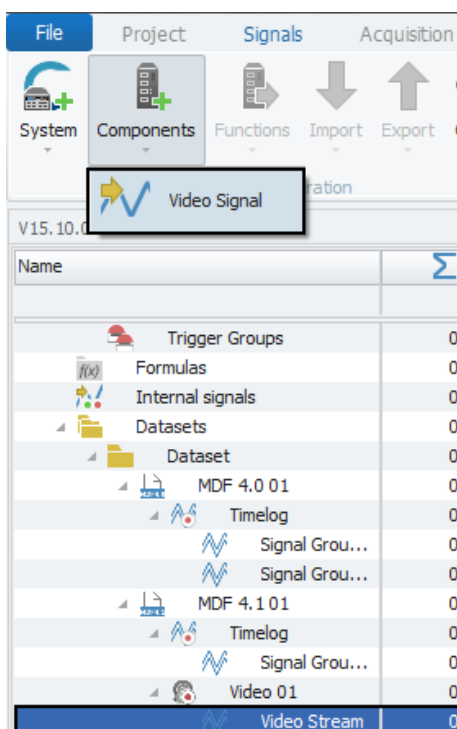 File Project Signals Acquisition
System Components Functions Import Export
Video Signal
ration
V15.10.0
Name Σ
Trigger Groups 0
f(x) Formulas 0
Internal signals 0
Datasets 0
Dataset 0
MDF 4.0 01 0
Timelog 0
Signal Grou... 0
Signal Grou... 0
MDF 4.1 01 0
Timelog 0
Signal Grou... 0
Video 01 0
Video Stream 0